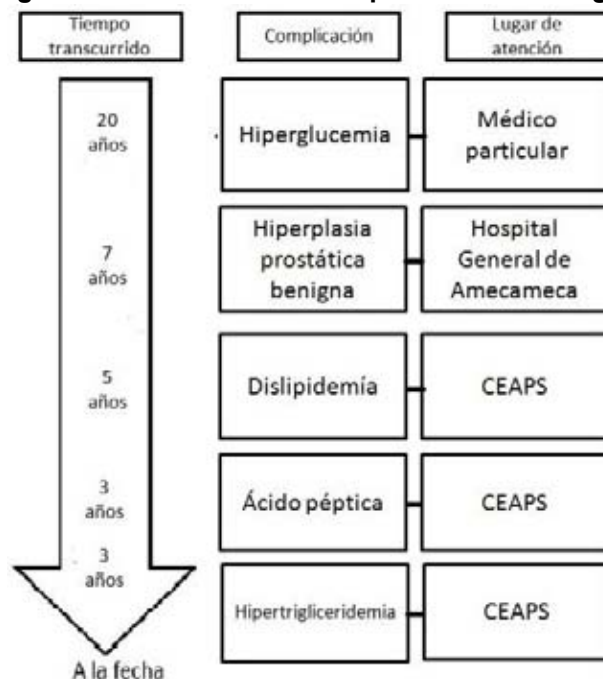 Tiempo
transcurrido
Complicación
Lugar de
atención
20
años
Hiperglucemia
Médico
particular
7
años
Hiperplasia
prostática
benigna
Hospital
General de
Amecameca
5
años
Dislipidemía
CEAPS
3
años
Ácido péptica
CEAPS
3
años
Hipertrigliceridemia
CEAPS
A la fecha